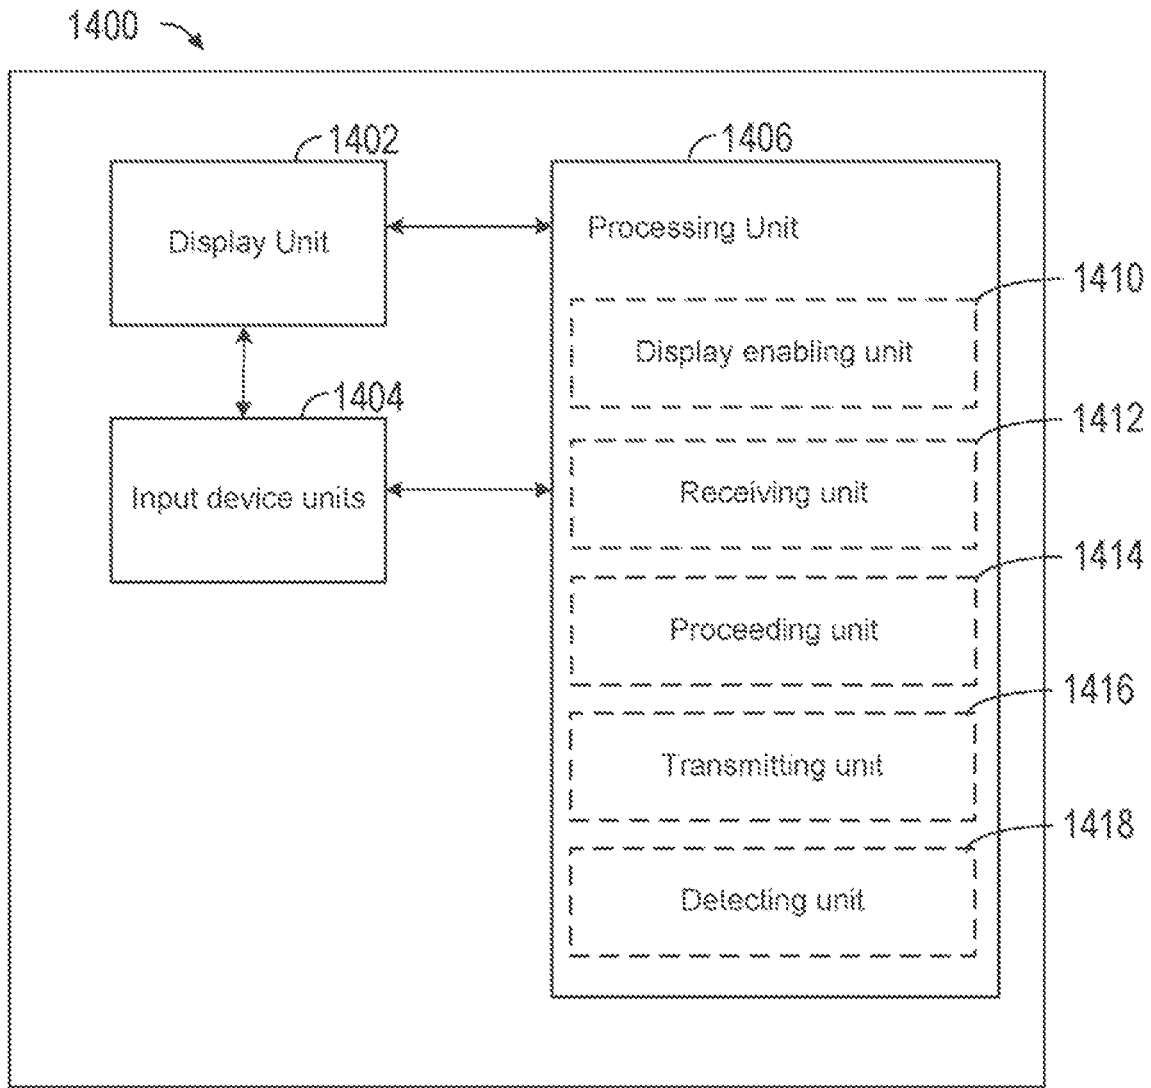 1400
1402
Display Unit
1404
Input device units
1406
Processing Unit
1410
Display enabling unit
1412
Receiving unit
1414
Proceeding unit
1416
Transmitting unit
1418
Detecting unit